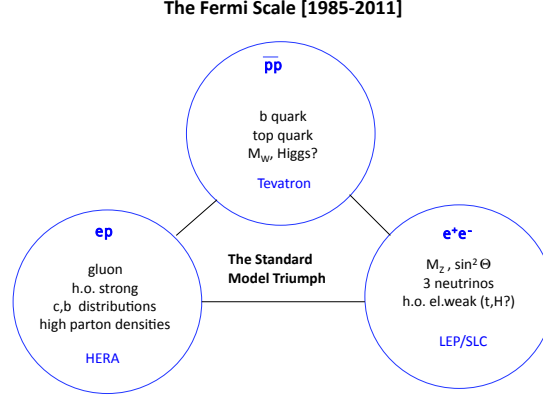 The Fermi Scale [1985-2011]
p̅p̅
b quark
top quark
M_W, Higgs?
Tevatron
ep
gluon
h.o. strong
c,b distributions
high parton densities
HERA
The Standard
Model Triumph
e⁺e⁻
M_Z , sin² Θ
3 neutrinos
h.o. el.weak (t,H?)
LEP/SLC